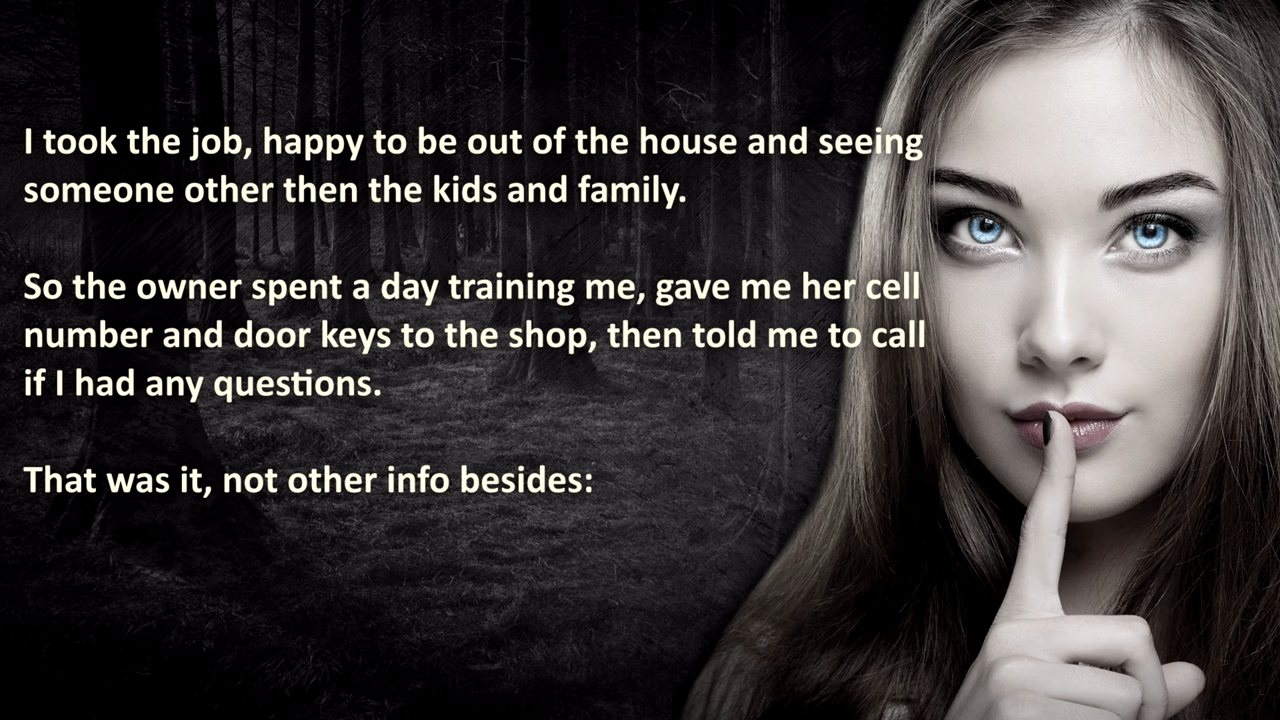 I took the job, happy to be out of the house and seeing
someone other then the kids and family.
So the owner spent a day training me, gave me her cell
number and door keys to the shop, then told me to call
if I had any questions.
That was it, not other info besides: